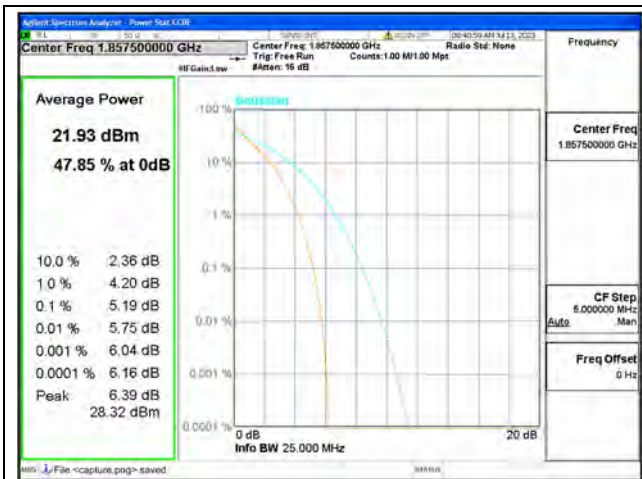 Agilent Spectrum Analyzer - Power Stat CCDF
Center Freq 1.857500000 GHz
Center Freq: 1.857500000 GHz
Radio Std: None
Trig: Free Run
Counts:1.00 M/1.00 Mpt
#IFGain:Low
#Atten: 16 dB
Frequency
Average Power
21.93 dBm
47.85 % at 0dB
10.0 % 2.36 dB
1.0 % 4.20 dB
0.1 % 5.19 dB
0.01 % 5.75 dB
0.001 % 6.04 dB
0.0001 % 6.16 dB
Peak 6.39 dB
28.32 dBm
Gaussian
100 %
10 %
1 %
0.1 %
0.01 %
0.001 %
0.0001 %
0 dB
20 dB
Info BW 25.000 MHz
Center Freq
1.857500000 GHz
CF Step
5.000000 MHz
Auto Man
Freq Offset
0 Hz
MSG
File <capture.png> saved
STATUS